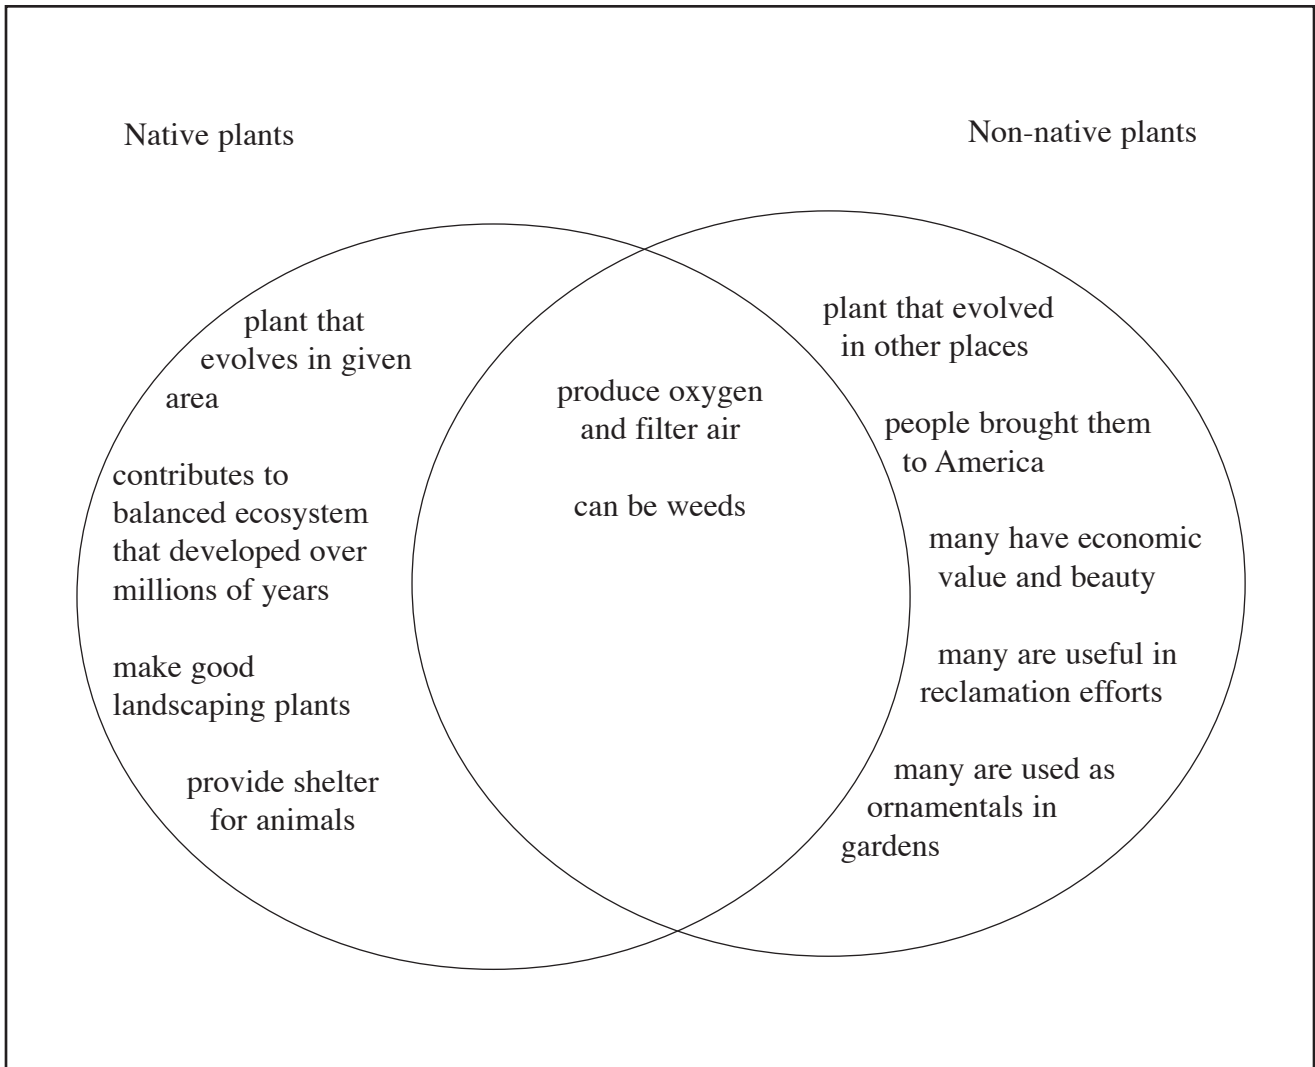 Native plants
Non-native plants
plant that
evolves in given
area
contributes to
balanced ecosystem
that developed over
millions of years
make good
landscaping plants
provide shelter
for animals
produce oxygen
and filter air
can be weeds
plant that evolved
in other places
people brought them
to America
many have economic
value and beauty
many are useful in
reclamation efforts
many are used as
ornamentals in
gardens